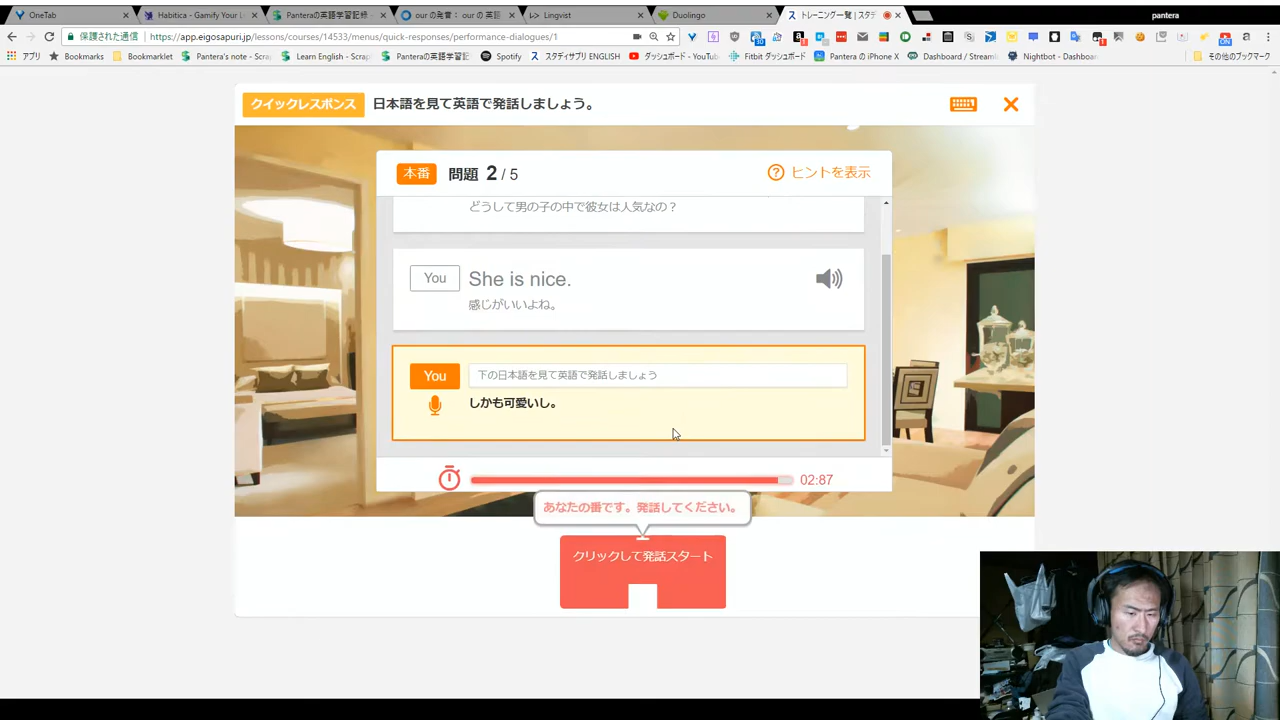 OneTab
Habitica - Gamify Your L
Panteraの英語学習記録 -
our の発音： our の 英語
Lingvist
Duolingo
トレーニング一覧 | スタデ
pantera
保護された通信
https://app.eigosapuri.jp/lessons/courses/14533/menus/quick-responses/performance-dialogues/1
アプリ
Bookmarkt
Bookmarklet
Pantera's note - Scrap
Learn English - Scrap
Panteraの英語学習記
Spotify
スタディサプリ ENGLISH
ダッシュボード - YouTub
Fitbit ダッシュボード
Pantera の iPhone X
Dashboard / Streaml
Nightbot - Dashboa
その他のブックマーク
クイックレスポンス
日本語を見て英語で発話しましょう。
本番
問題 2 / 5
ヒントを表示
どうして男の子の中で彼女は人気なの？
You
She is nice.
感じがいいよね。
You
下の日本語を見て英語で発話しましょう
しかも可愛いし。
02:87
あなたの番です。発話してください。
クリックして発話スタート